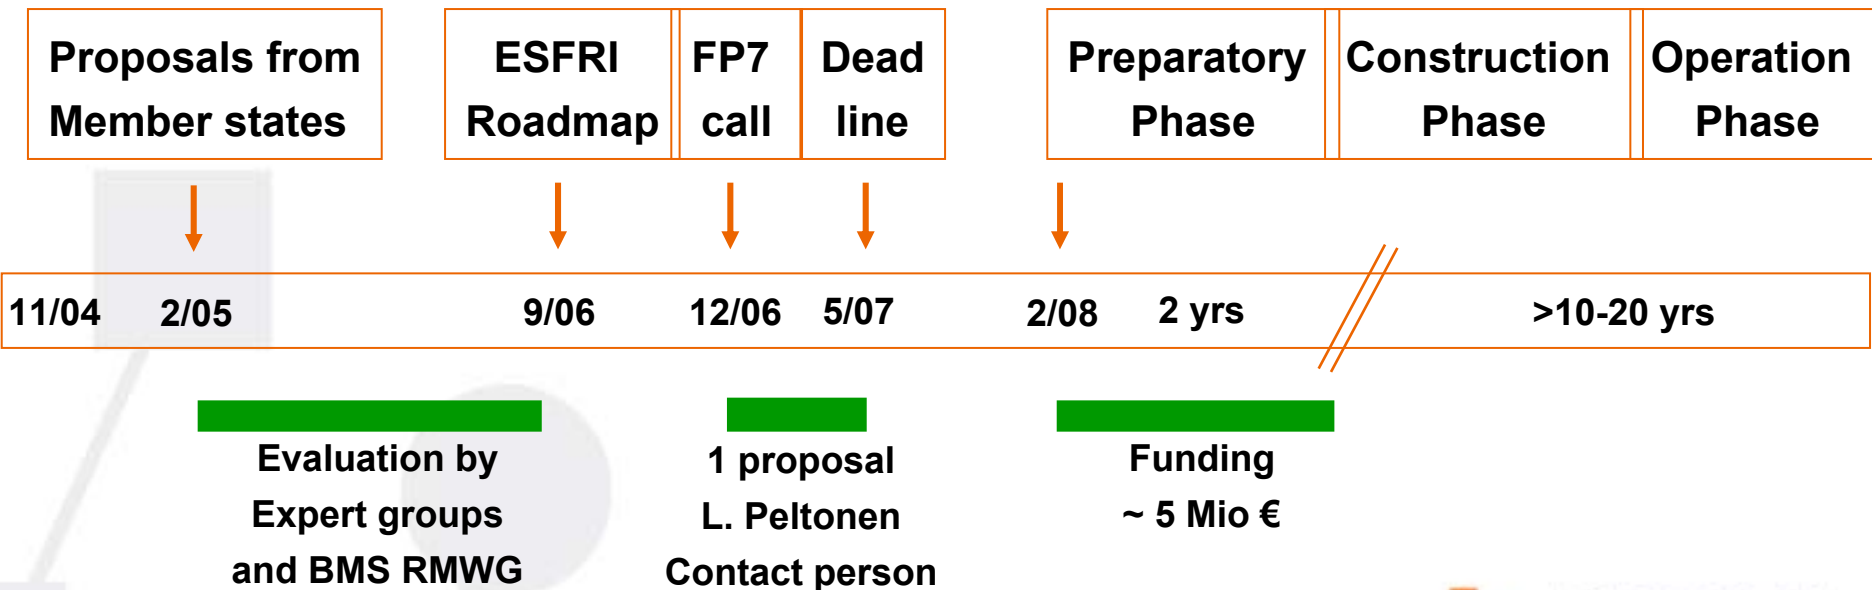 Proposals from
Member states
ESFRI
Roadmap
FP7
call
Dead
line
Preparatory
Phase
Construction
Phase
Operation
Phase
11/04 2/05 9/06 12/06 5/07 2/08 2 yrs >10-20 yrs
Evaluation by
Expert groups
and BMS RMWG
1 proposal
L. Peltonen
Contact person
Funding
~ 5 Mio €